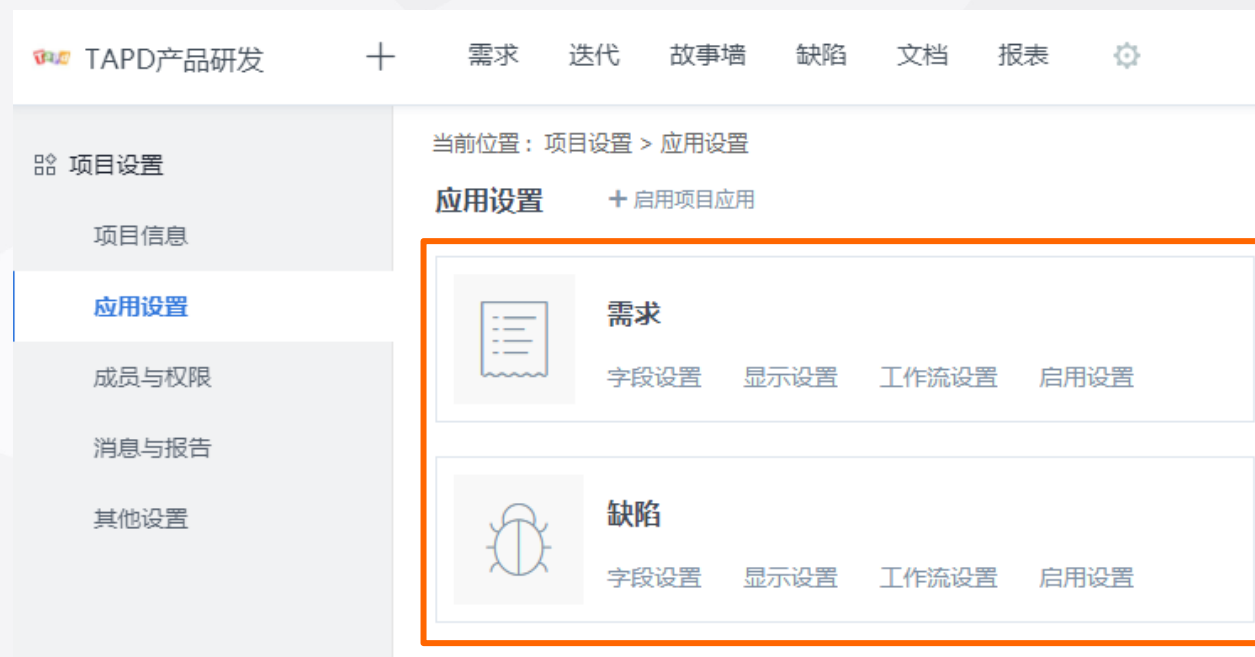 TAPD TAPD产品研发 需求 迭代 故事墙 缺陷 文档 报表
项目设置
项目信息
应用设置
成员与权限
消息与报告
其他设置
当前位置：项目设置 > 应用设置
应用设置 + 启用项目应用
需求
字段设置 显示设置 工作流设置 启用设置
缺陷
字段设置 显示设置 工作流设置 启用设置